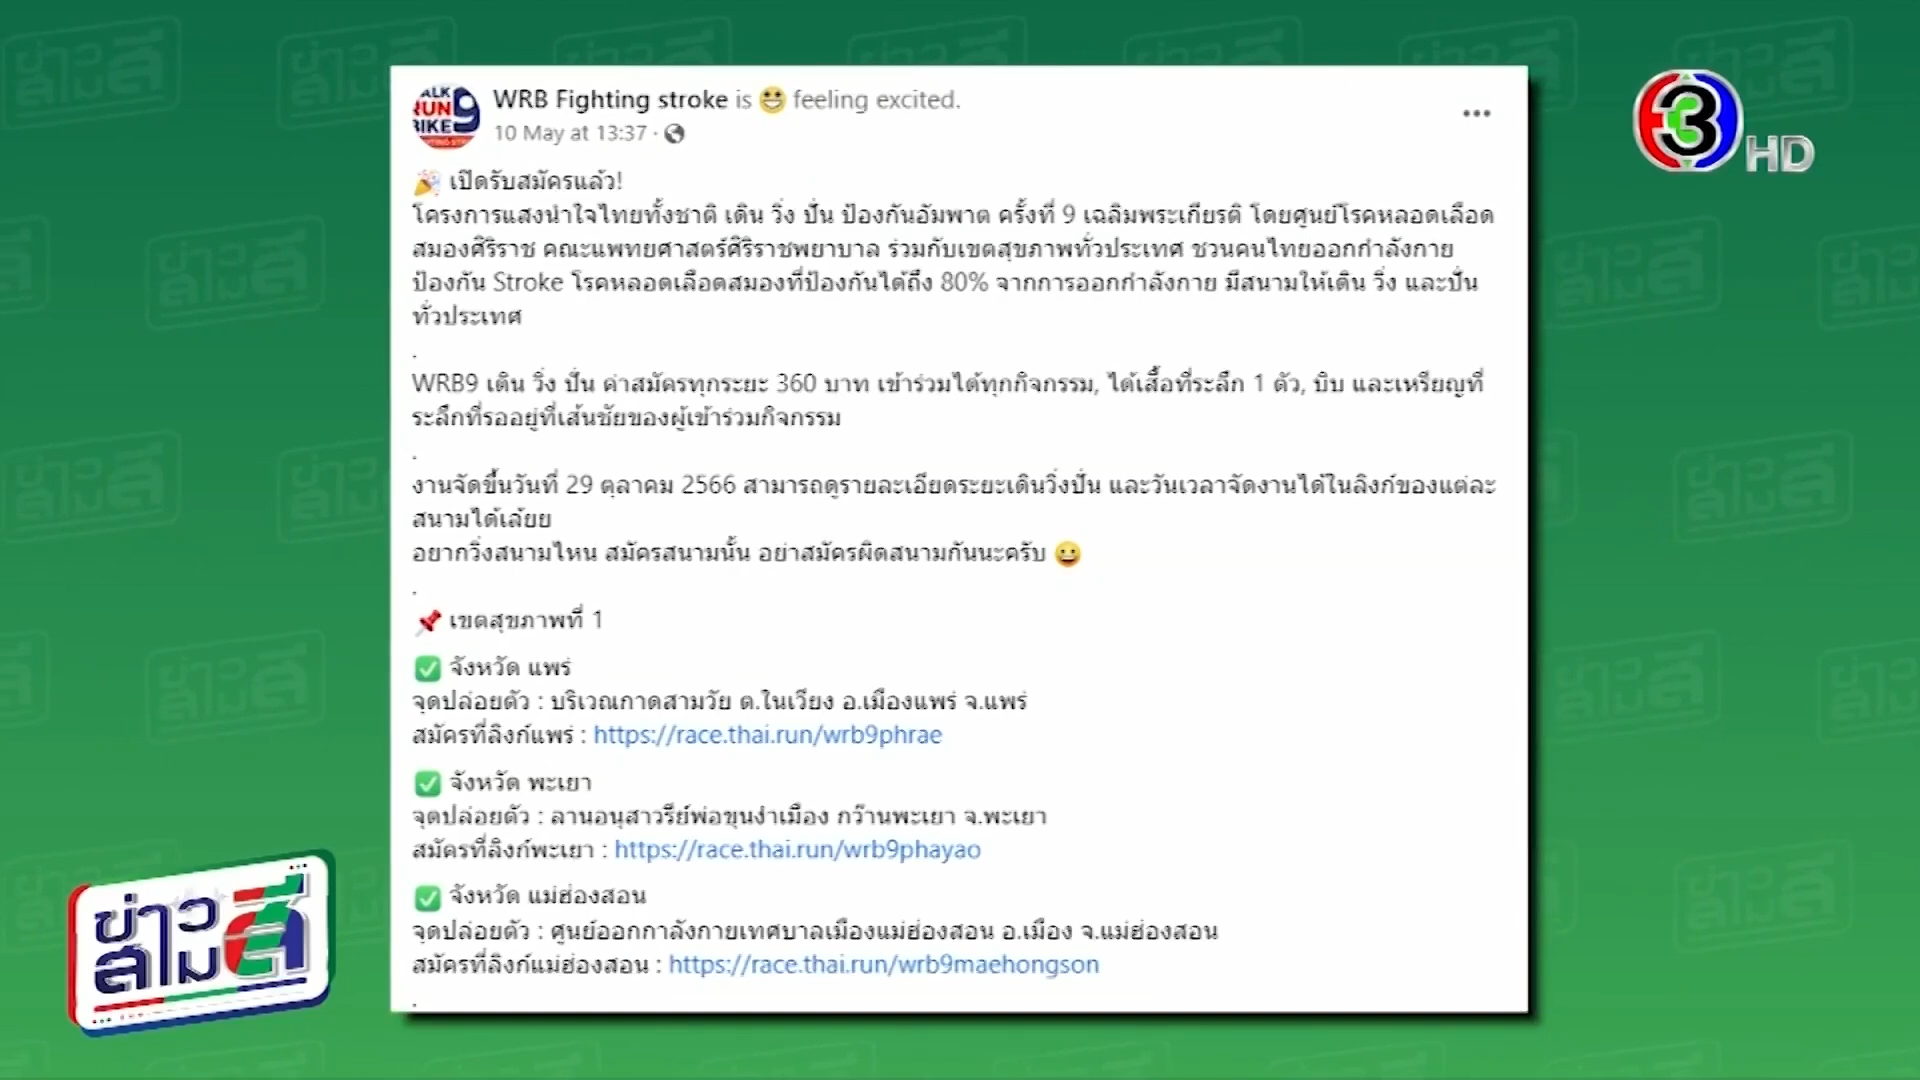 WRB Fighting stroke is 😀 feeling excited.
10 May at 13:37 ·
3 HD
WALK RUN BIKE 9
🎉 เปิดรับสมัครแล้ว!
โครงการแสงนำใจไทยทั้งชาติ เดิน วิ่ง ปั่น ป้องกันอัมพาต ครั้งที่ 9 เฉลิมพระเกียรติ โดยศูนย์โรคหลอดเลือด
สมองศิริราช คณะแพทยศาสตร์ศิริราชพยาบาล ร่วมกับเขตสุขภาพทั่วประเทศ ชวนคนไทยออกกำลังกาย
ป้องกัน Stroke โรคหลอดเลือดสมองที่ป้องกันได้ถึง 80% จากการออกกำลังกาย มีสนามให้เดิน วิ่ง และปั่น
ทั่วประเทศ
.
WRB9 เดิน วิ่ง ปั่น ค่าสมัครทุกระยะ 360 บาท เข้าร่วมได้ทุกกิจกรรม, ได้เสื้อที่ระลึก 1 ตัว, บิบ และเหรียญที่
ระลึกที่รออยู่ที่เส้นชัยของผู้เข้าร่วมกิจกรรม
.
งานจัดขึ้นวันที่ 29 ตุลาคม 2566 สามารถดูรายละเอียดระยะเดินวิ่งปั่น และวันเวลาจัดงานได้ในลิงก์ของแต่ละ
สนามได้เล้ยย
อยากวิ่งสนามไหน สมัครสนามนั้น อย่าสมัครผิดสนามกันนะครับ 😀
.
📌 เขตสุขภาพที่ 1
✅ จังหวัด แพร่
จุดปล่อยตัว : บริเวณกาดสามวัย ต.ในเวียง อ.เมืองแพร่ จ.แพร่
สมัครที่ลิงก์แพร่ : https://race.thai.run/wrb9phrae
✅ จังหวัด พะเยา
จุดปล่อยตัว : ลานอนุสาวรีย์พ่อขุนงำเมือง กว๊านพะเยา จ.พะเยา
สมัครที่ลิงก์พะเยา : https://race.thai.run/wrb9phayao
✅ จังหวัด แม่ฮ่องสอน
จุดปล่อยตัว : ศูนย์ออกกาลังกายเทศบาลเมืองแม่ฮ่องสอน อ.เมือง จ.แม่ฮ่องสอน
สมัครที่ลิงก์แม่ฮ่องสอน : https://race.thai.run/wrb9maehongson
.
ข่าวสามสี